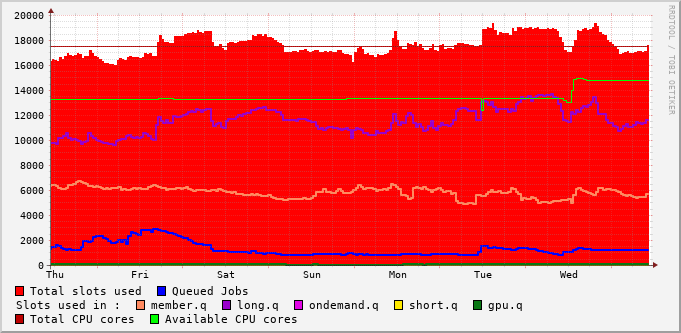 20000
18000
16000
14000
12000
10000
8000
6000
4000
2000
0
Thu Fri Sat Sun Mon Tue Wed
RRDTOOL / TOBI OETIKER
Total slots used Queued Jobs
Slots used in : member.q long.q ondemand.q short.q gpu.q
Total CPU cores Available CPU cores